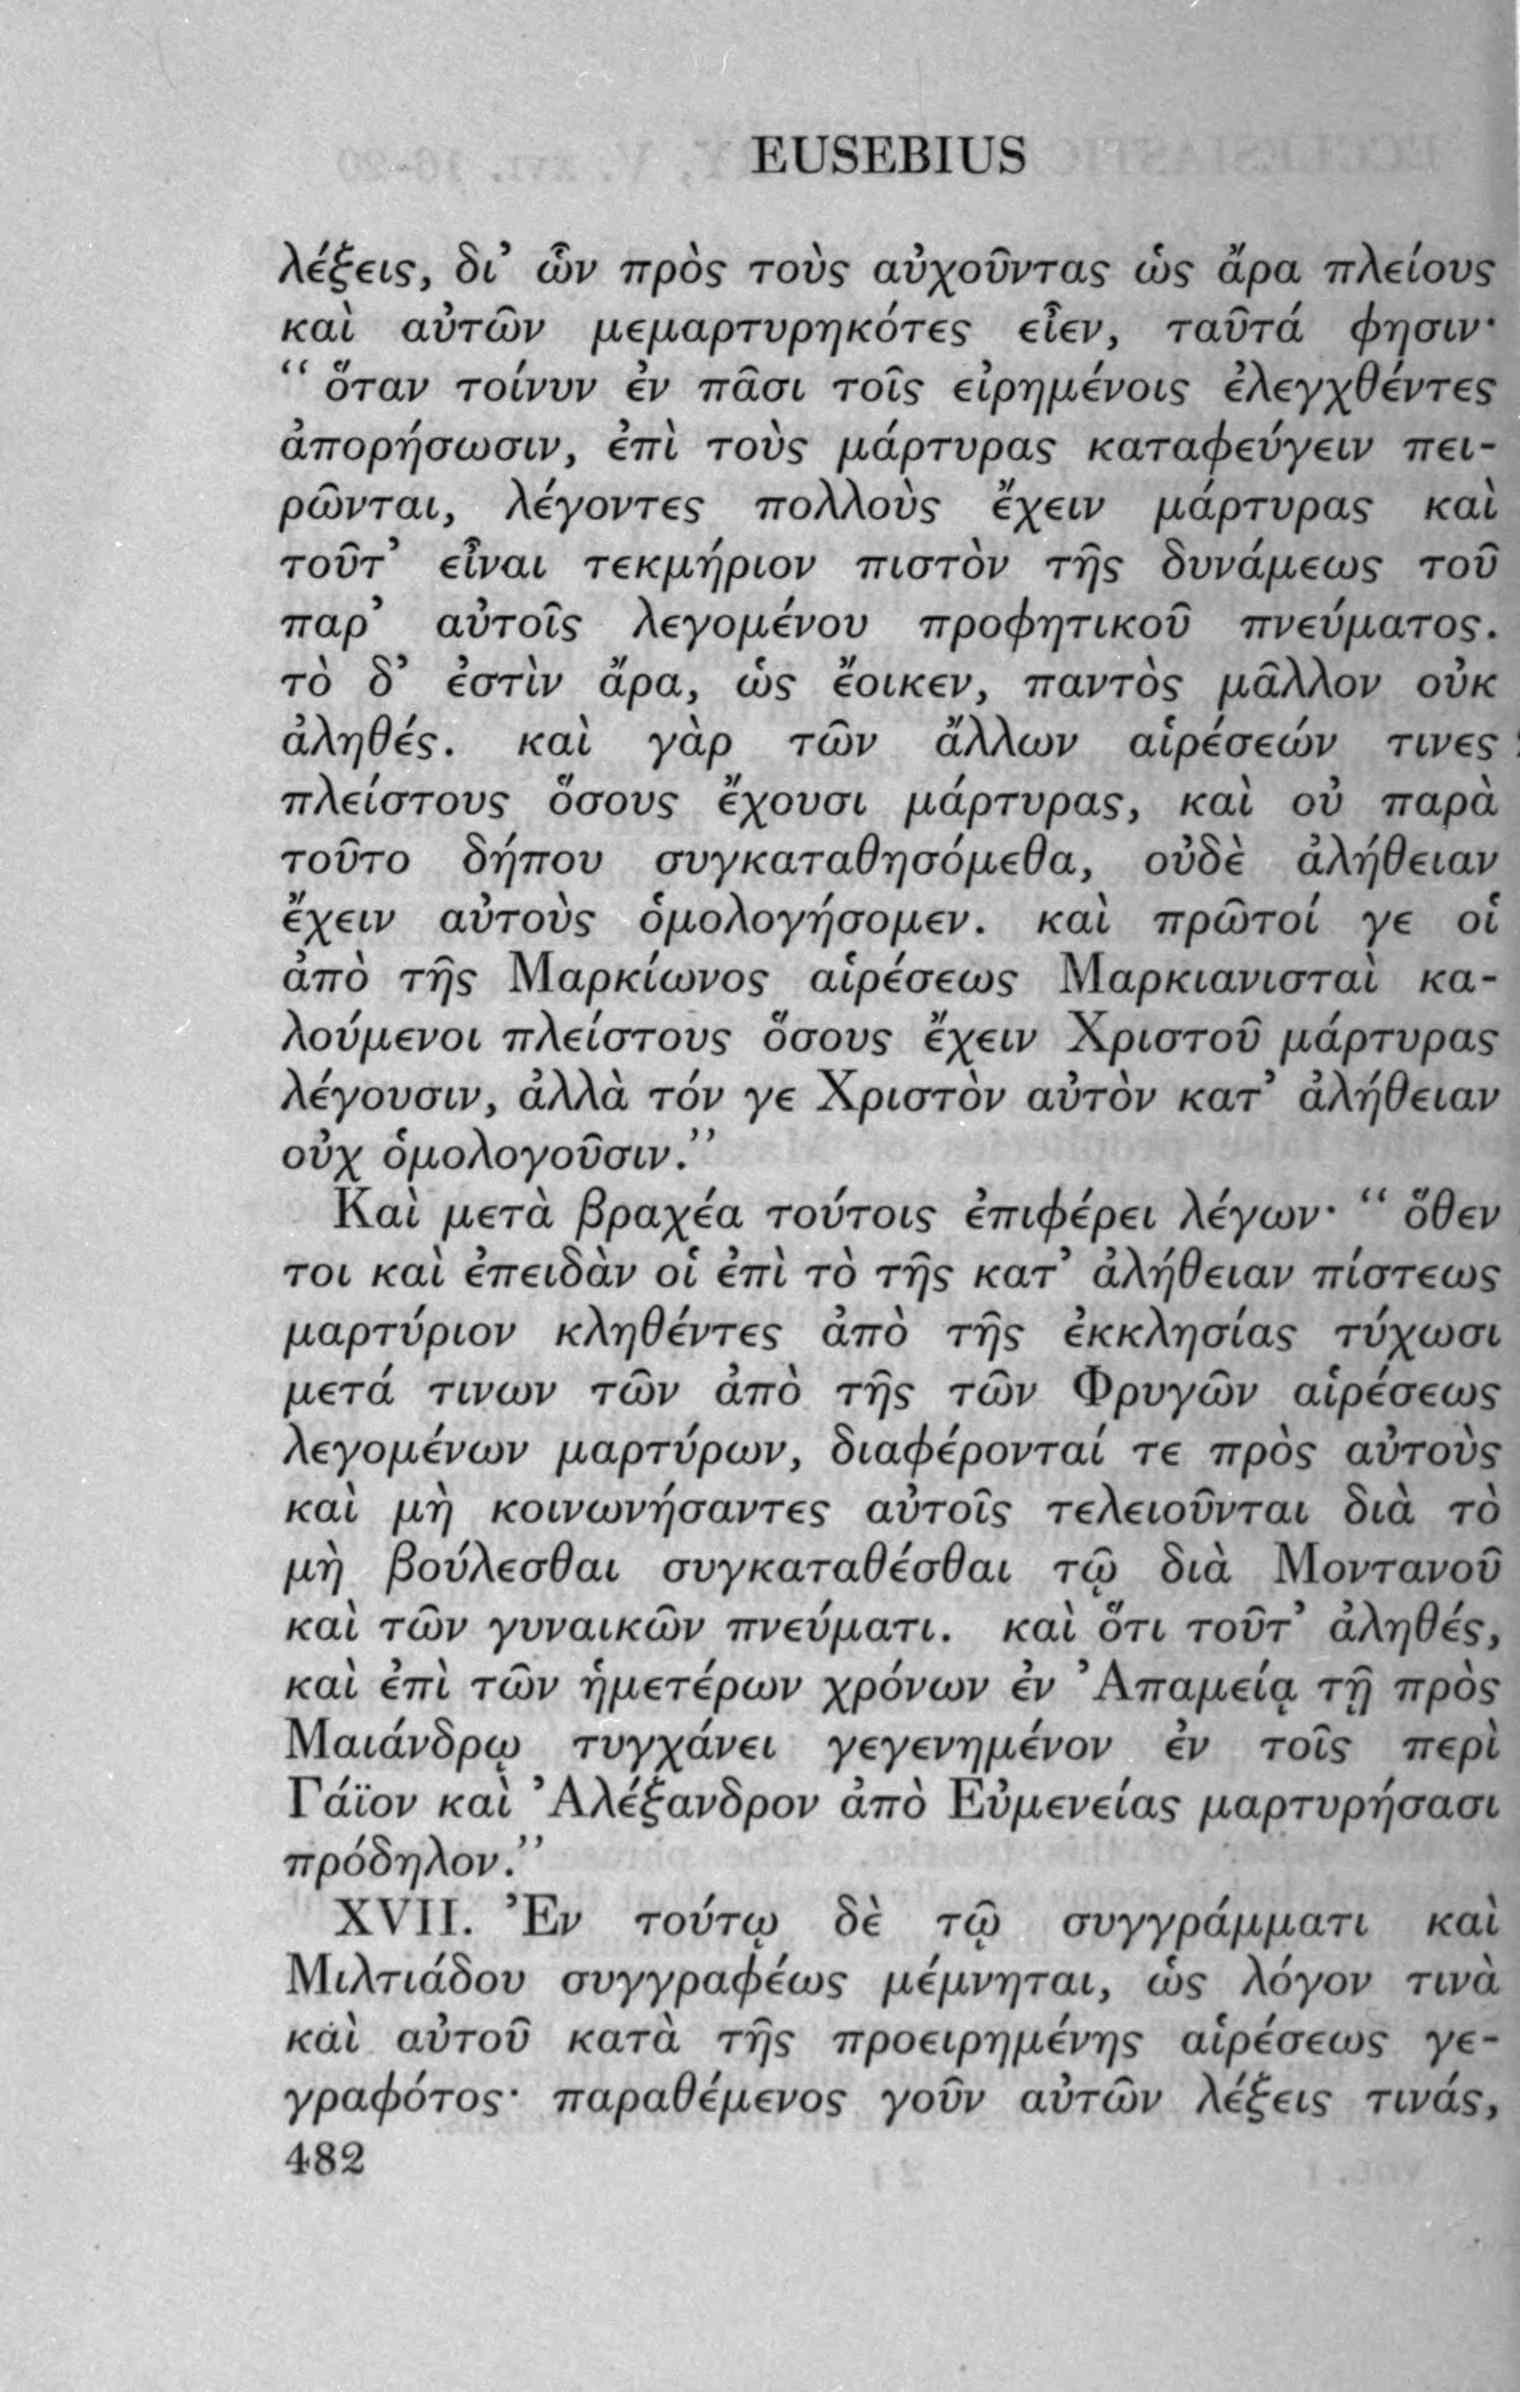 EUSEBIUS
λέξεις, δι’ ὧν πρὸς τοὺς αὐχοῦντας ὡς ἄρα πλείους
καὶ αὐτῶν μεμαρτυρηκότες εἶεν, ταῦτά φησιν·
“ ὅταν τοίνυν ἐν πᾶσι τοῖς εἰρημένοις ἐλεγχθέντες
ἀπορήσωσιν, ἐπὶ τοὺς μάρτυρας καταφεύγειν πει-
ρῶνται, λέγοντες πολλοὺς ἔχειν μάρτυρας καὶ
τοῦτ’ εἶναι τεκμήριον πιστὸν τῆς δυνάμεως τοῦ
παρ’ αὐτοῖς λεγομένου προφητικοῦ πνεύματος.
τὸ δ’ ἐστὶν ἄρα, ὡς ἔοικεν, παντὸς μᾶλλον οὐκ
ἀληθές. καὶ γὰρ τῶν ἄλλων αἱρέσεών τινες
πλείστους ὅσους ἔχουσι μάρτυρας, καὶ οὐ παρὰ
τοῦτο δήπου συγκαταθησόμεθα, οὐδὲ ἀλήθειαν
ἔχειν αὐτοὺς ὁμολογήσομεν. καὶ πρῶτοί γε οἱ
ἀπὸ τῆς Μαρκίωνος αἱρέσεως Μαρκιανισταὶ κα-
λούμενοι πλείστους ὅσους ἔχειν Χριστοῦ μάρτυρας
λέγουσιν, ἀλλὰ τόν γε Χριστὸν αὐτὸν κατ’ ἀλήθειαν
οὐχ ὁμολογοῦσιν.”
Καὶ μετὰ βραχέα τούτοις ἐπιφέρει λέγων· “ ὅθεν
τοι καὶ ἐπειδὰν οἱ ἐπὶ τὸ τῆς κατ’ ἀλήθειαν πίστεως
μαρτύριον κληθέντες ἀπὸ τῆς ἐκκλησίας τύχωσι
μετά τινων τῶν ἀπὸ τῆς τῶν Φρυγῶν αἱρέσεως
λεγομένων μαρτύρων, διαφέρονταί τε πρὸς αὐτοὺς
καὶ μὴ κοινωνήσαντες αὐτοῖς τελειοῦνται διὰ τὸ
μὴ βούλεσθαι συγκαταθέσθαι τῷ διὰ Μοντανοῦ
καὶ τῶν γυναικῶν πνεύματι. καὶ ὅτι τοῦτ’ ἀληθές,
καὶ ἐπὶ τῶν ἡμετέρων χρόνων ἐν Ἀπαμείᾳ τῇ πρὸς
Μαιάνδρῳ τυγχάνει γεγενημένον ἐν τοῖς περὶ
Γάϊον καὶ Ἀλέξανδρον ἀπὸ Εὐμενείας μαρτυρήσασι
πρόδηλον.”
XVII. Ἐν τούτῳ δὲ τῷ συγγράμματι καὶ
Μιλτιάδου συγγραφέως μέμνηται, ὡς λόγον τινὰ
καὶ αὐτοῦ κατὰ τῆς προειρημένης αἱρέσεως γε-
γραφότος· παραθέμενος γοῦν αὐτῶν λέξεις τινάς,
482